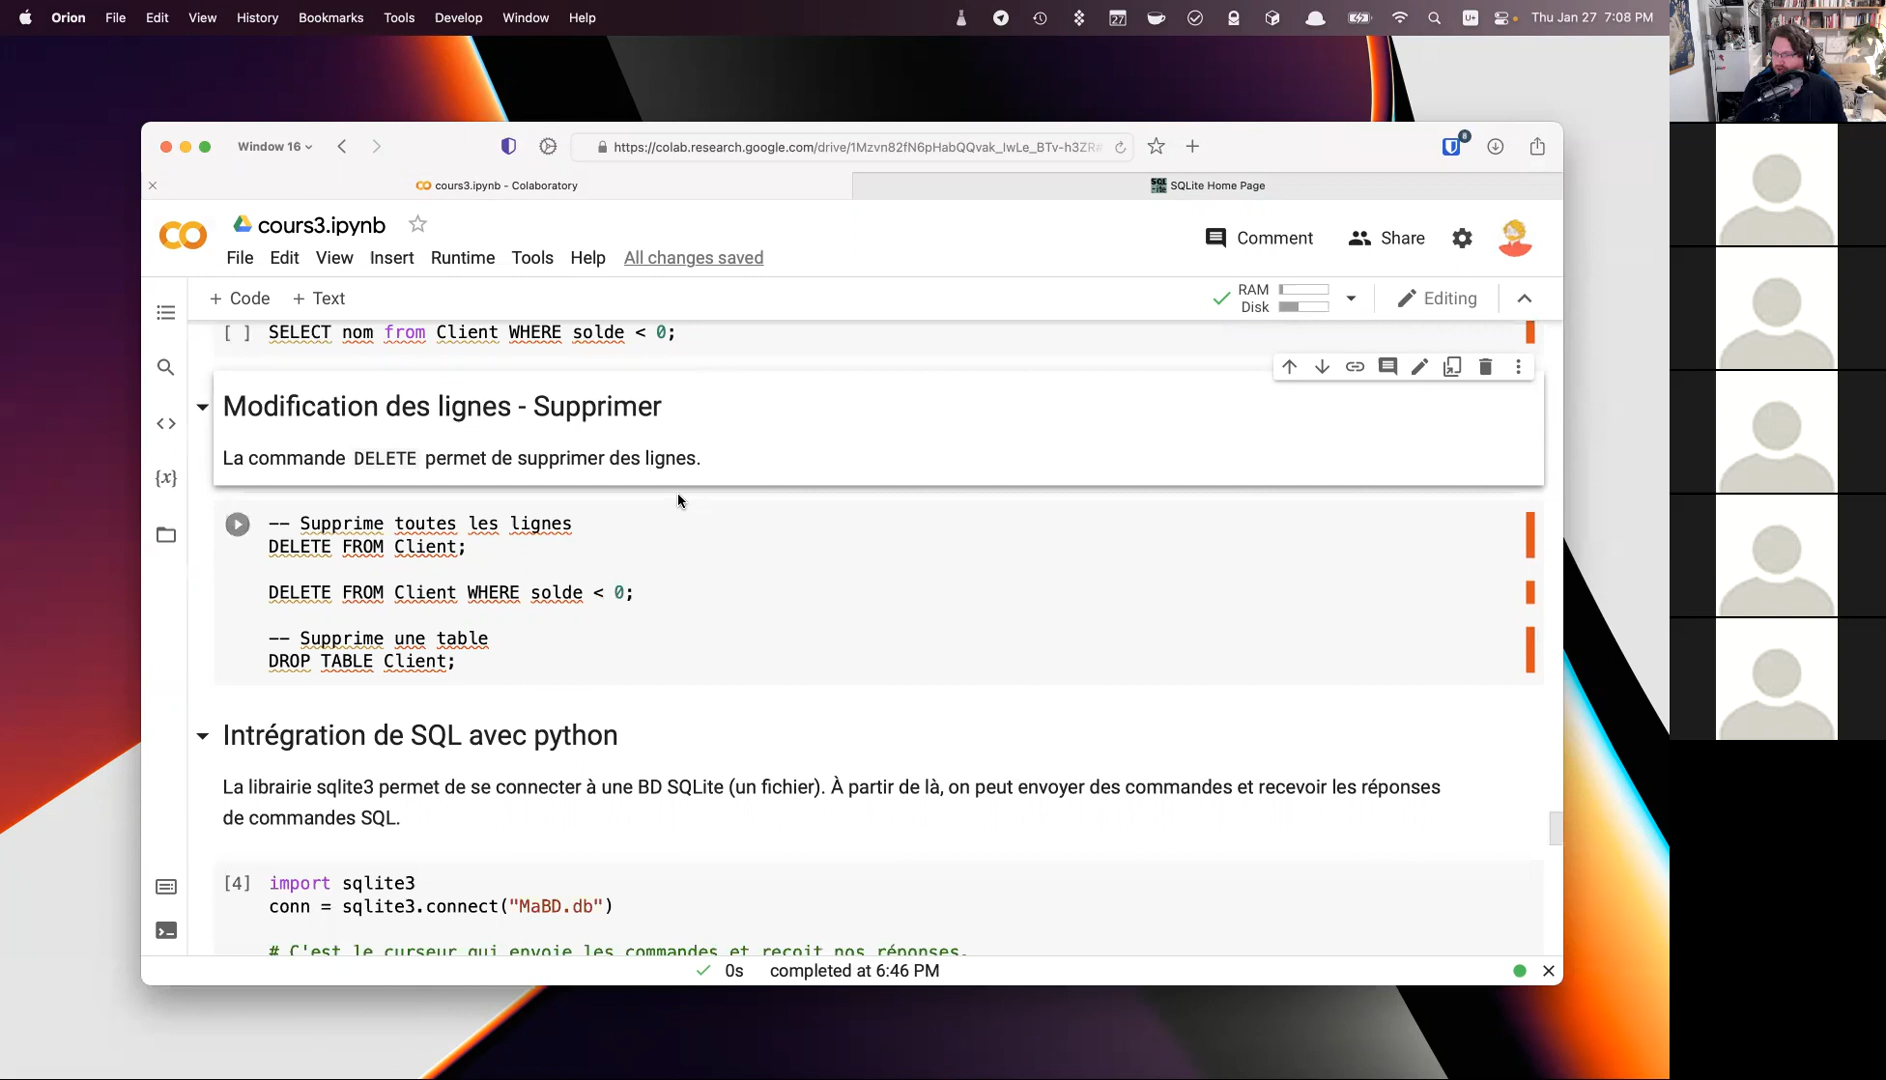 Orion File Edit View History Bookmarks Tools Develop Window Help 27 U+ Thu Jan 27 7:08 PM
Window 16 https://colab.research.google.com/drive/1Mzvn82fN6pHabQQvak_lwLe_BTv-h3ZR# 8
cours3.ipynb - Colaboratory SQLite Home Page
cours3.ipynb
Comment Share
File Edit View Insert Runtime Tools Help All changes saved
+ Code + Text RAM Disk Editing
[ ] SELECT nom from Client WHERE solde < 0;
Modification des lignes - Supprimer
La commande DELETE permet de supprimer des lignes.
-- Supprime toutes les lignes
DELETE FROM Client;
DELETE FROM Client WHERE solde < 0;
-- Supprime une table
DROP TABLE Client;
Intrégration de SQL avec python
La librairie sqlite3 permet de se connecter à une BD SQLite (un fichier). À partir de là, on peut envoyer des commandes et recevoir les réponses
de commandes SQL.
[4] import sqlite3
conn = sqlite3.connect("MaBD.db")
# C'est le curseur qui envoie les commandes et reçoit nos réponses.
0s completed at 6:46 PM